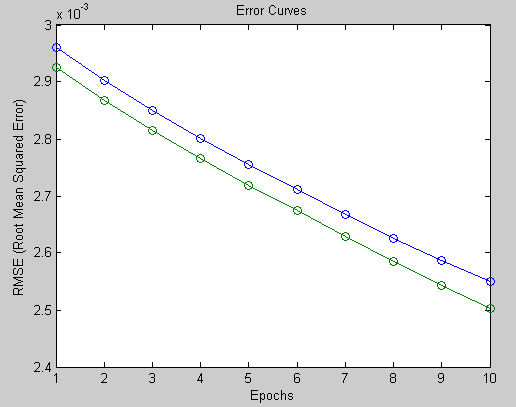 Error Curves
x 10⁻³
3
2.9
2.8
2.7
2.6
2.5
2.4
RMSE (Root Mean Squared Error)
1 2 3 4 5 6 7 8 9 10
Epochs